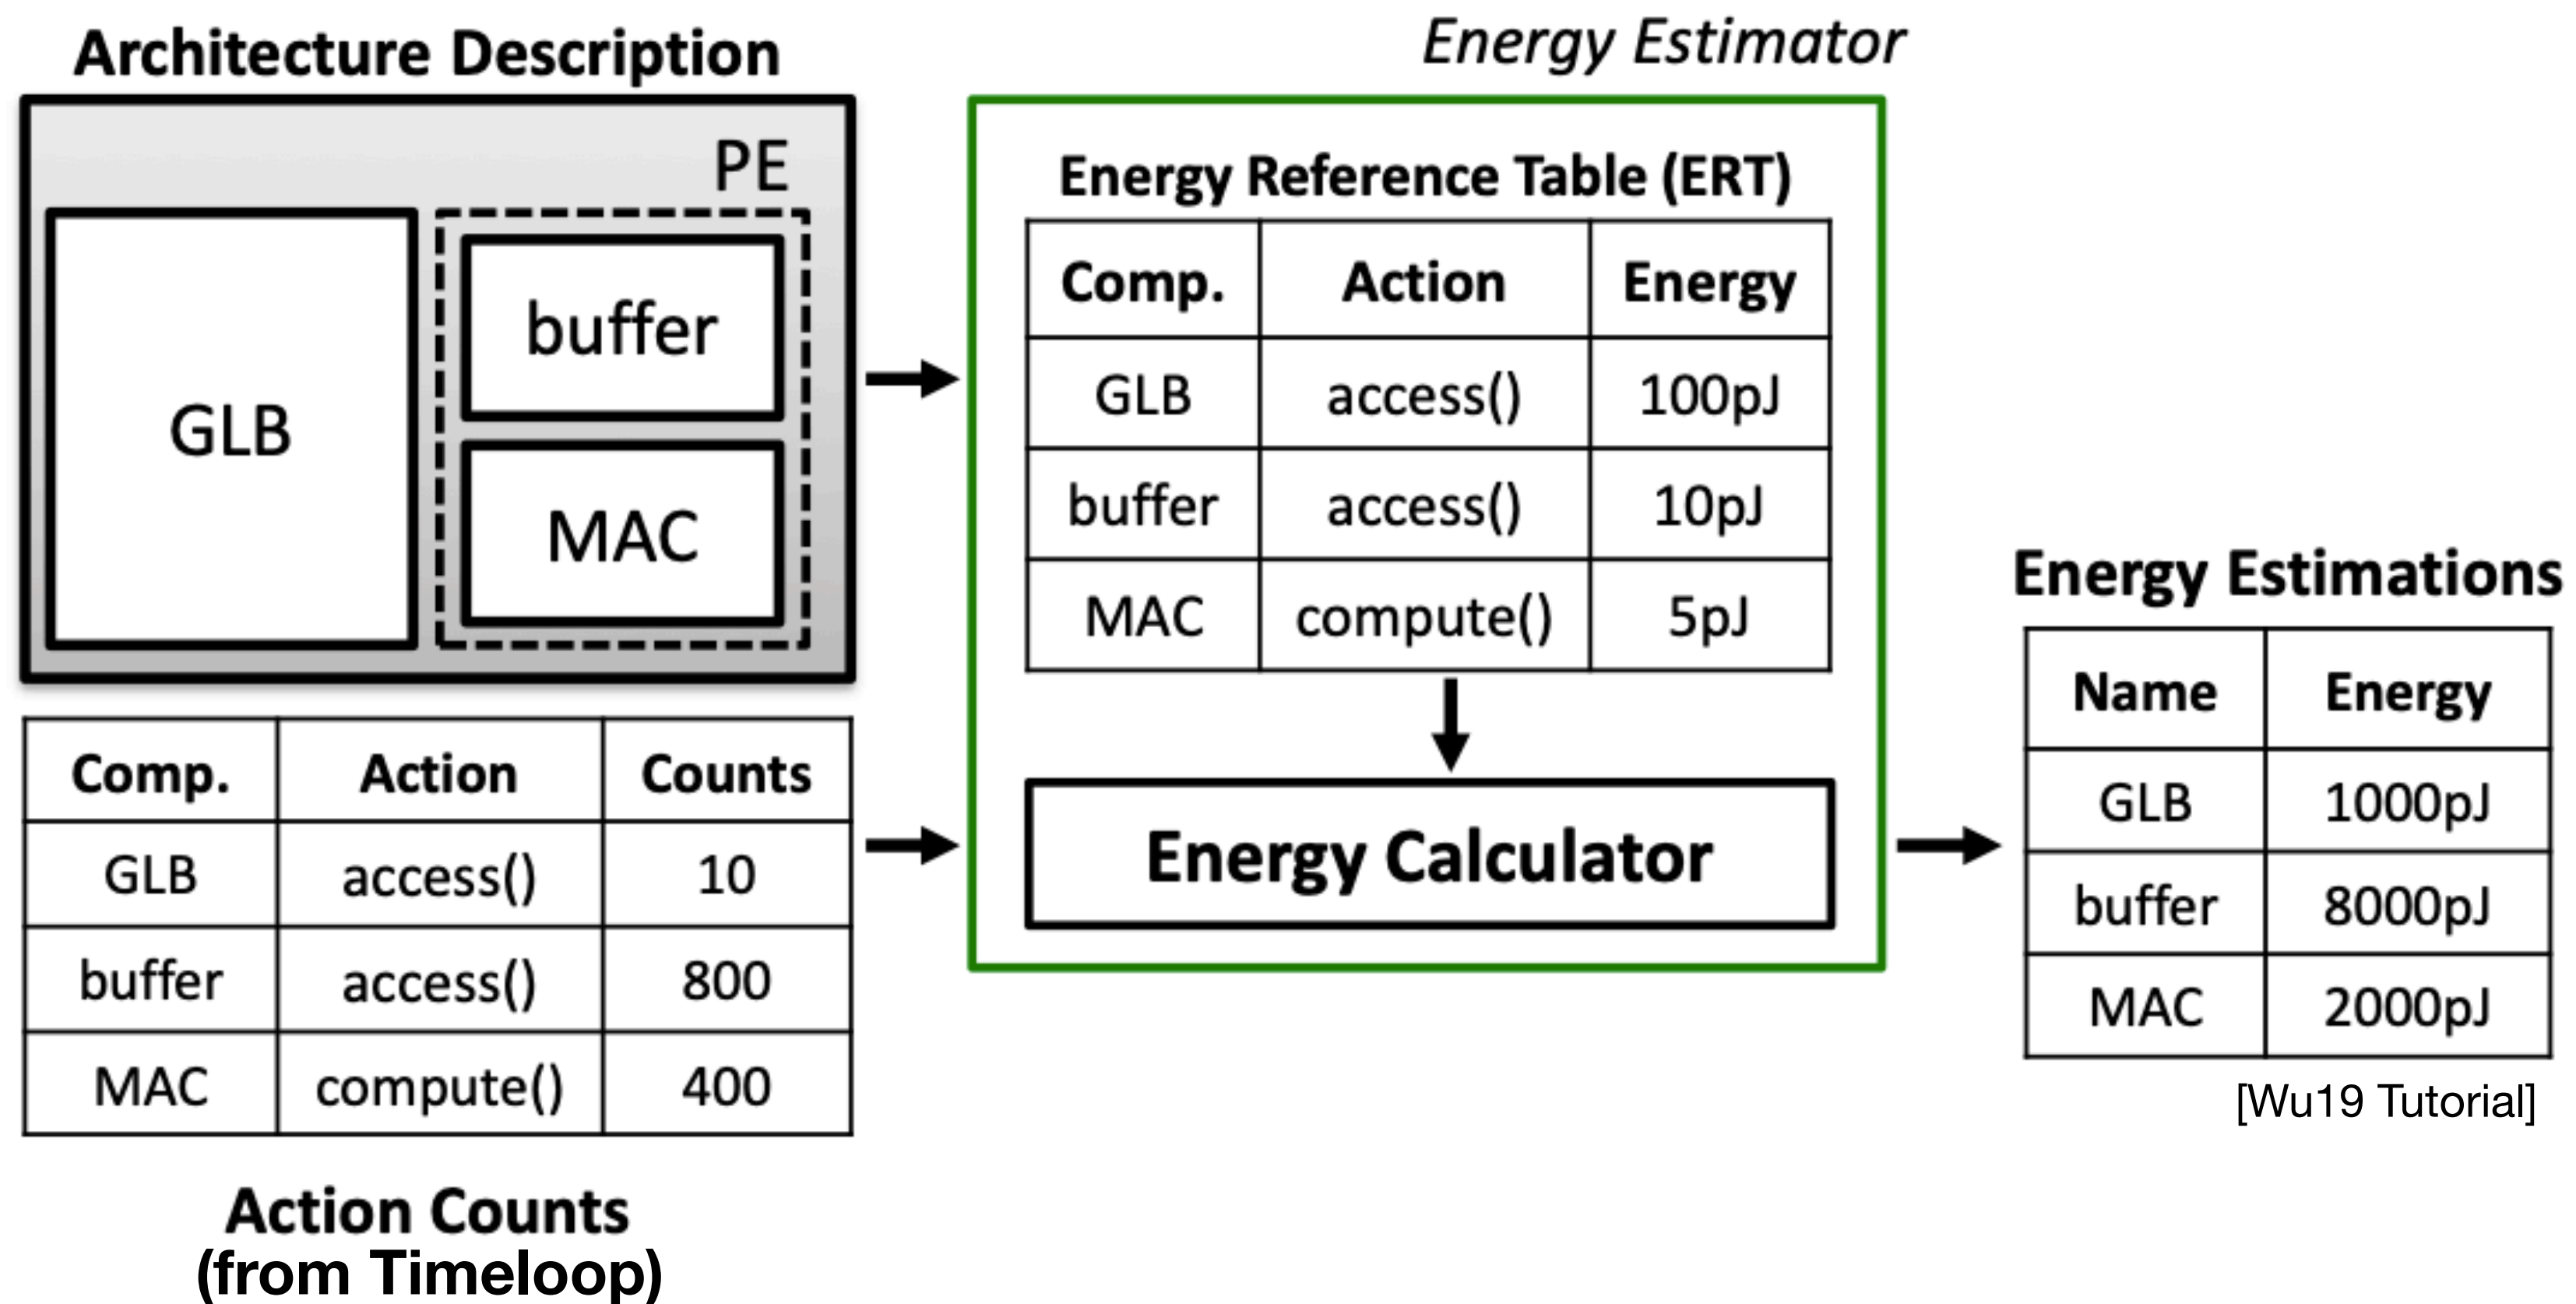 Architecture Description
PE
GLB
buffer
MAC
Comp. Action Counts
GLB access() 10
buffer access() 800
MAC compute() 400
Action Counts
(from Timeloop)
Energy Estimator
Energy Reference Table (ERT)
Comp. Action Energy
GLB access() 100pJ
buffer access() 10pJ
MAC compute() 5pJ
Energy Calculator
Energy Estimations
Name Energy
GLB 1000pJ
buffer 8000pJ
MAC 2000pJ
[Wu19 Tutorial]